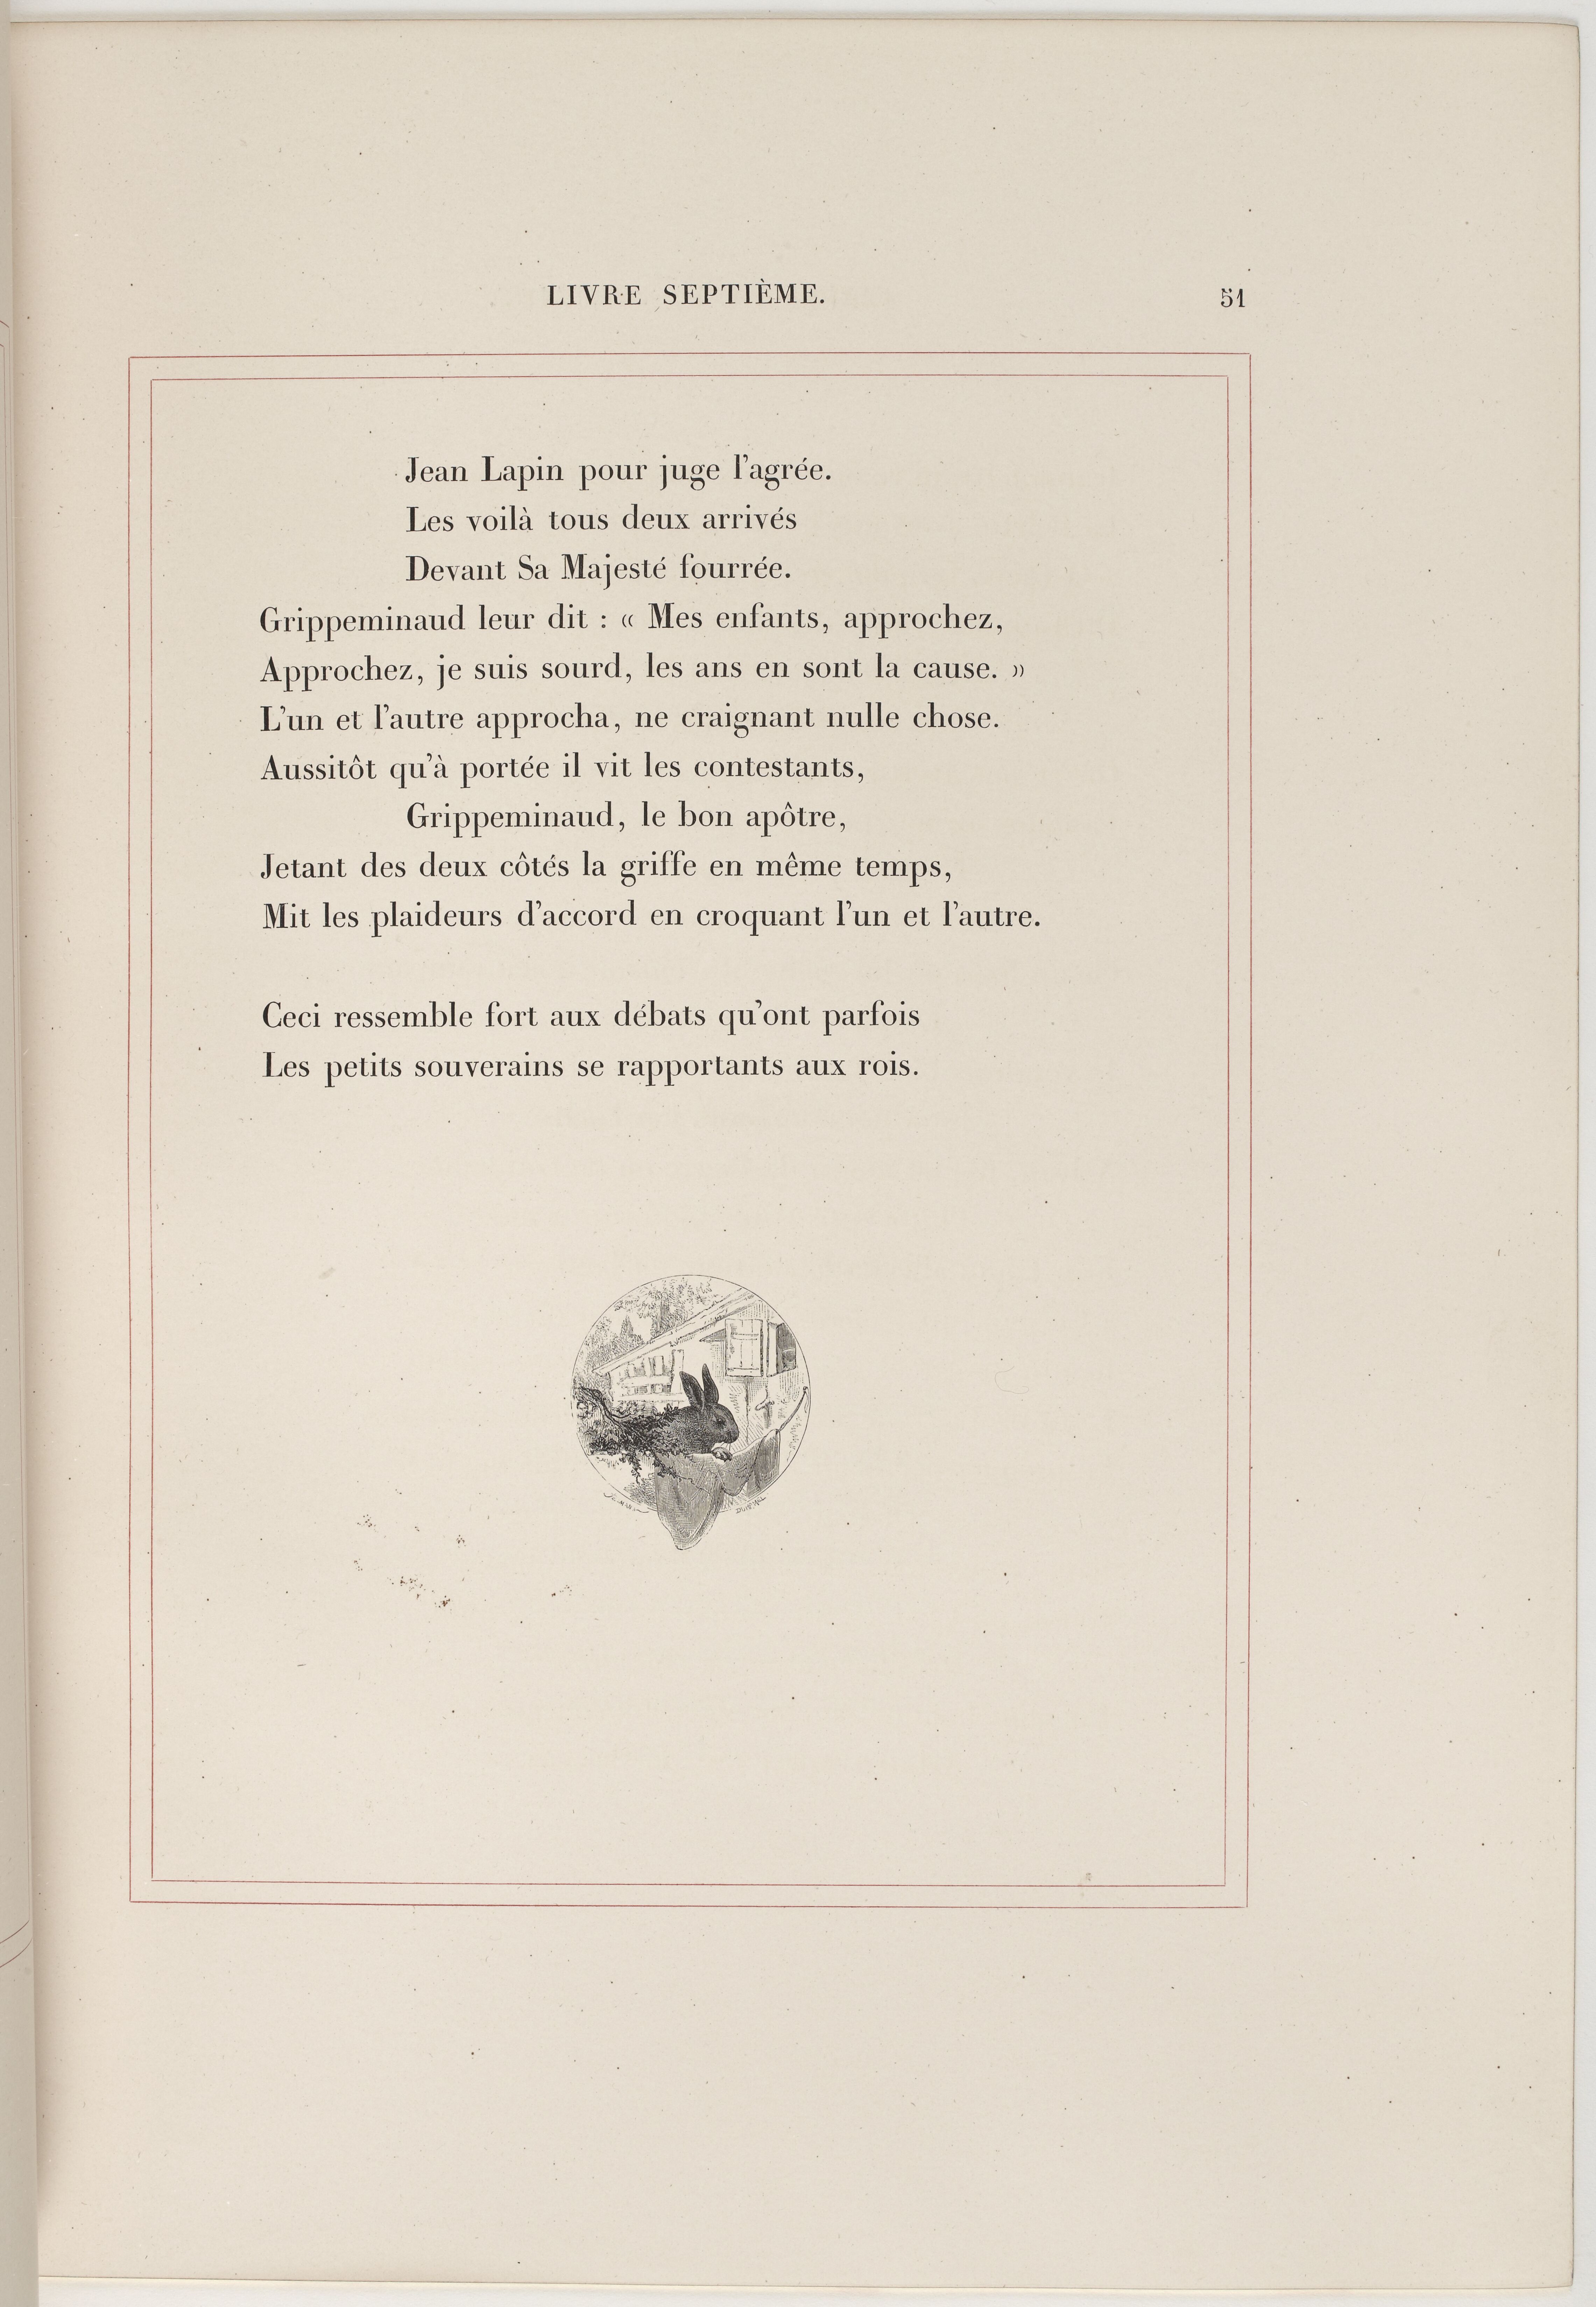 LIVRE SEPTIÈME.
51
Jean Lapin pour juge l'agrée.
Les voilà tous deux arrivés
Devant Sa Majesté fourrée.
Grippeminaud leur dit : « Mes enfants, approchez,
Approchez, je suis sourd, les ans en sont la cause. »
L'un et l'autre approcha, ne craignant nulle chose.
Aussitôt qu'à portée il vit les contestants,
Grippeminaud, le bon apôtre,
Jetant des deux côtés la griffe en même temps,
Mit les plaideurs d'accord en croquant l'un et l'autre.
Ceci ressemble fort aux débats qu'ont parfois
Les petits souverains se rapportants aux rois.